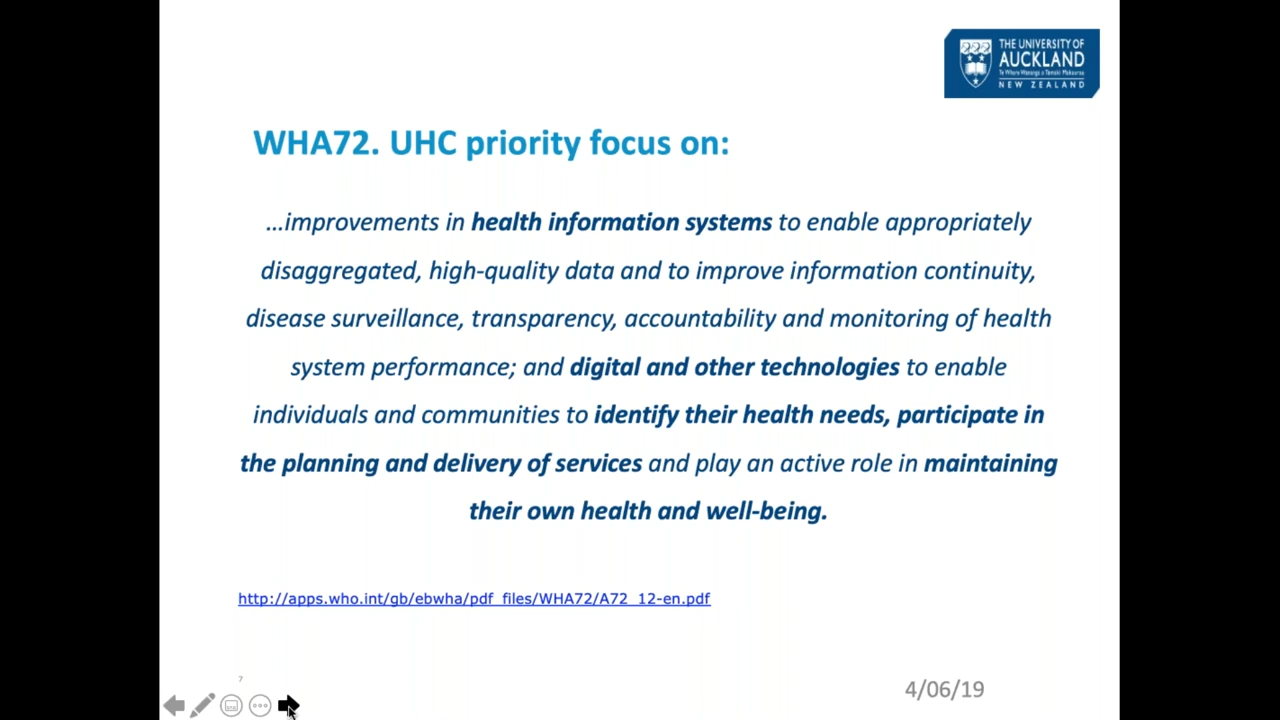 THE UNIVERSITY OF
AUCKLAND
Te Whare Wānanga o Tāmaki Makaurau
NEW ZEALAND
WHA72. UHC priority focus on:
...improvements in health information systems to enable appropriately
disaggregated, high-quality data and to improve information continuity,
disease surveillance, transparency, accountability and monitoring of health
system performance; and digital and other technologies to enable
individuals and communities to identify their health needs, participate in
the planning and delivery of services and play an active role in maintaining
their own health and well-being.
http://apps.who.int/gb/ebwha/pdf_files/WHA72/A72_12-en.pdf
7
4/06/19